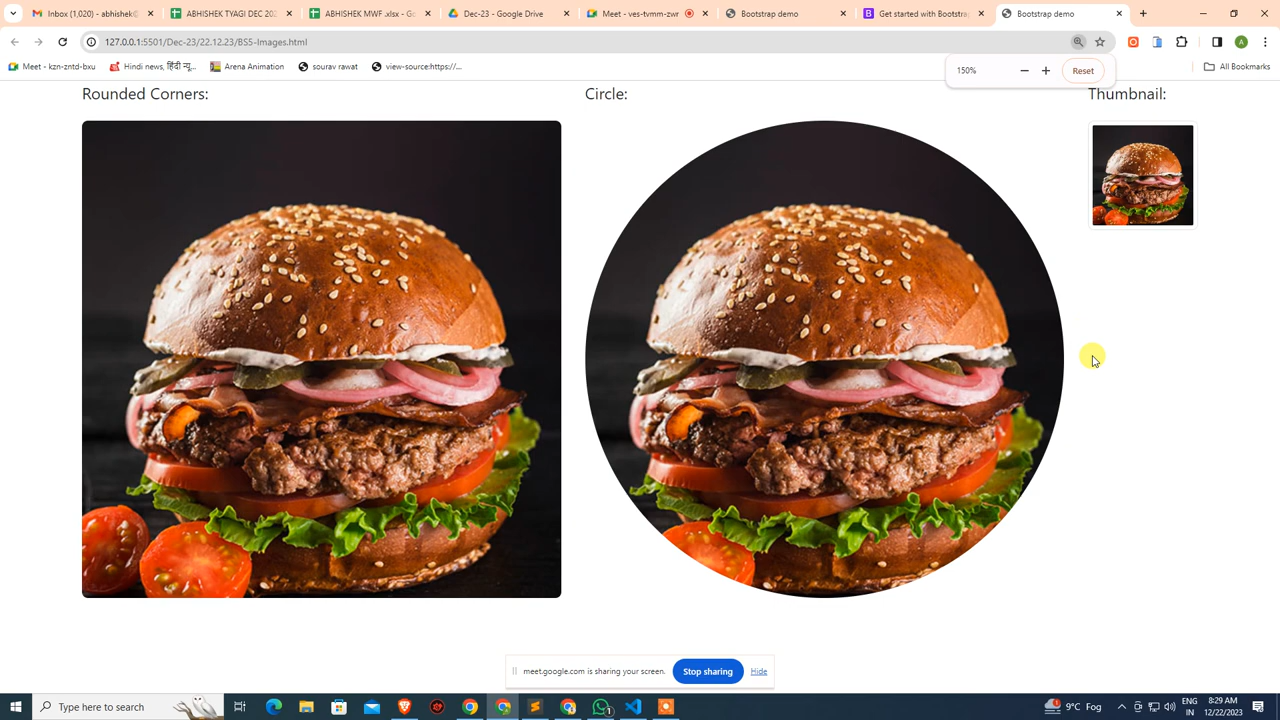 Inbox (1,020) - abhishek@
ABHISHEK TYAGI DEC 202
ABHISHEK MWF .xlsx - Go
Dec-23 - Google Drive
Meet - ves-tvmm-zwr
Bootstrap demo
Get started with Bootstrap
Bootstrap demo
127.0.0.1:5501/Dec-23/22.12.23/BS5-Images.html
Meet - kzn-zntd-bxu
Hindi news, हिंदी न्यू...
Arena Animation
sourav rawat
view-source:https://...
All Bookmarks
150%
Reset
Rounded Corners:
Circle:
Thumbnail:
meet.google.com is sharing your screen.
Stop sharing
Hide
Type here to search
1
9°C Fog
ENG
IN
8:29 AM
12/22/2023